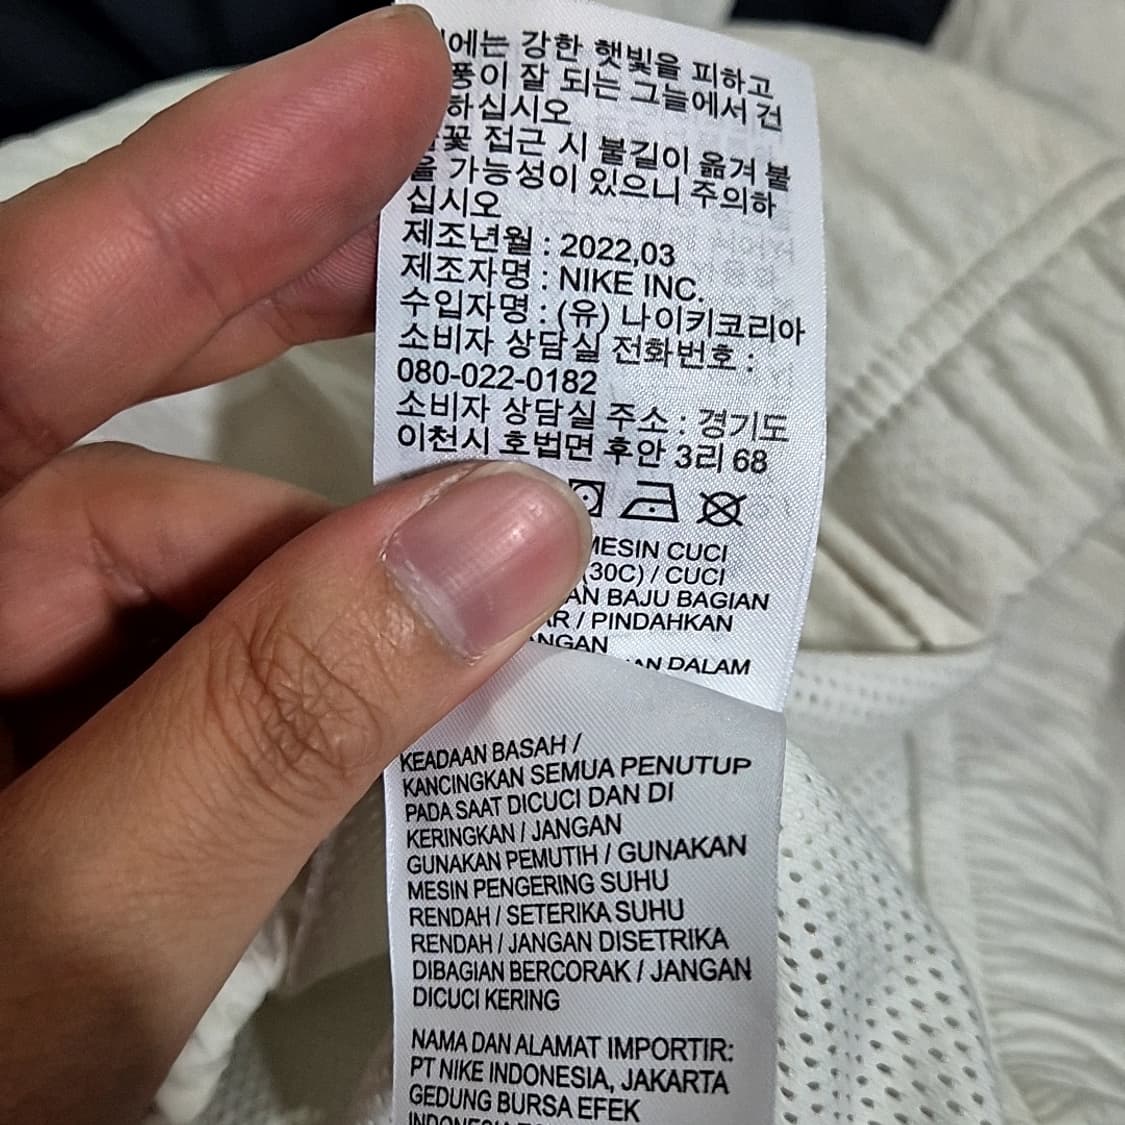 에는 강한 햇빛을 피하고
풍이 잘 되는 그늘에서 건
하십시오
꽃 접근 시 불길이 옮겨 붙
을 가능성이 있으니 주의하
십시오
제조년월 : 2022,03
제조자명 : NIKE INC.
수입자명 : (유) 나이키코리아
소비자 상담실 전화번호 :
080-022-0182
소비자 상담실 주소 : 경기도
이천시 호법면 후안 3리 68
MESIN CUCI
(30C) / CUCI
BAJU BAGIAN
/ PINDAHKAN
DALAM
KEADAAN BASAH /
KANCINGKAN SEMUA PENUTUP
PADA SAAT DICUCI DAN DI
KERINGKAN / JANGAN
GUNAKAN PEMUTIH / GUNAKAN
MESIN PENGERING SUHU
RENDAH / SETERIKA SUHU
RENDAH / JANGAN DISETRIKA
DIBAGIAN BERCORAK / JANGAN
DICUCI KERING
NAMA DAN ALAMAT IMPORTIR:
PT NIKE INDONESIA, JAKARTA
GEDUNG BURSA EFEK
INDONESIA